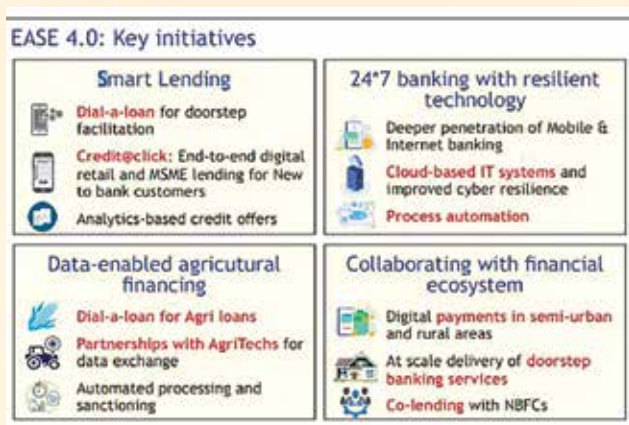 EASE 4.0: Key initiatives
Smart Lending
Dial-a-loan for doorstep
facilitation
Credit@click: End-to-end digital
retail and MSME lending for New
to bank customers
Analytics-based credit offers
24*7 banking with resilient
technology
Deeper penetration of Mobile &
Internet banking
Cloud-based IT systems and
improved cyber resilience
Process automation
Data-enabled agricutural
financing
Dial-a-loan for Agri loans
Partnerships with AgriTechs for
data exchange
Automated processing and
sanctioning
Collaborating with financial
ecosystem
Digital payments in semi-urban
and rural areas
At scale delivery of doorstep
banking services
Co-lending with NBFCs